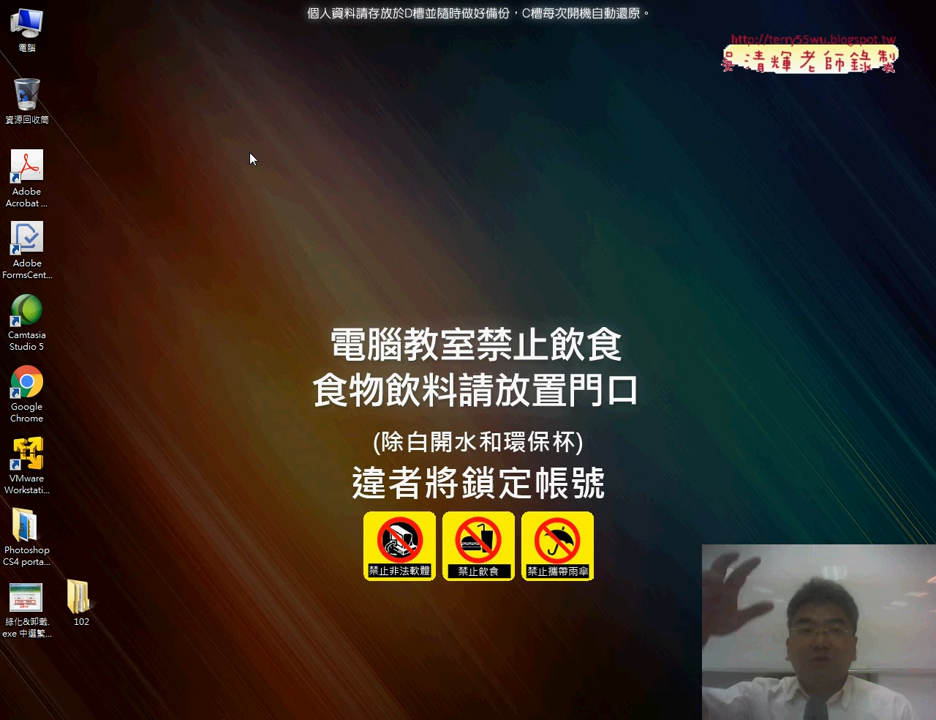 個人資料請存放於D槽並隨時做好備份，C槽每次開機自動還原。
http://terry55wu.blogspot.tw
吳清輝老師錄製
電腦
資源回收筒
Adobe
Acrobat ...
Adobe
FormsCent...
Camtasia
Studio 5
Google
Chrome
VMware
Workstati...
Photoshop
CS4 porta...
綠化&卸載.
exe 中選繁...
102
電腦教室禁止飲食
食物飲料請放置門口
(除白開水和環保杯)
違者將鎖定帳號
禁止非法軟體
禁止飲食
禁止攜帶雨傘